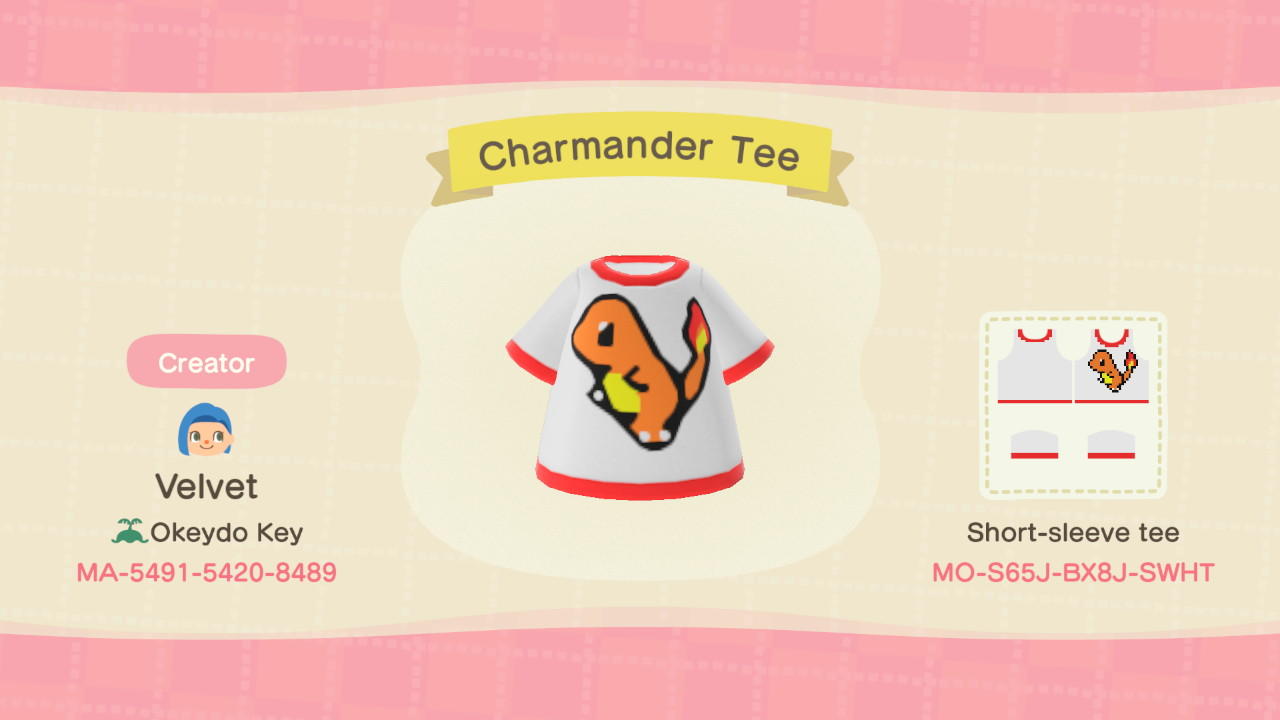 Charmander Tee
Creator
Velvet
Okeydo Key
MA-5491-5420-8489
Short-sleeve tee
MO-S65J-BX8J-SWHT